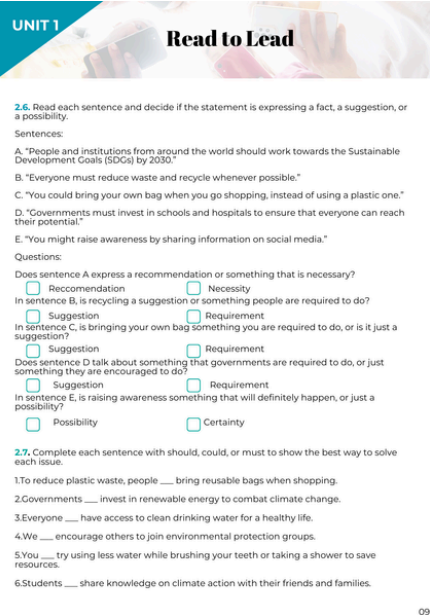 UNIT 1
Read to Lead
2.6. Read each sentence and decide if the statement is expressing a fact, a suggestion, or
a possibility.
Sentences:
A. “People and institutions from around the world should work towards the Sustainable
Development Goals (SDGs) by 2030.”
B. “Everyone must reduce waste and recycle whenever possible.”
C. “You could bring your own bag when you go shopping, instead of using a plastic one.”
D. “Governments must invest in schools and hospitals to ensure that everyone can reach
their potential.”
E. “You might raise awareness by sharing information on social media.”
Questions:
Does sentence A express a recommendation or something that is necessary?
Reccomendation Necessity
In sentence B, is recycling a suggestion or something people are required to do?
Suggestion Requirement
In sentence C, is bringing your own bag something you are required to do, or is it just a
suggestion?
Suggestion Requirement
Does sentence D talk about something that governments are required to do, or just
something they are encouraged to do?
Suggestion Requirement
In sentence E, is raising awareness something that will definitely happen, or just a
possibility?
Possibility Certainty
2.7. Complete each sentence with should, could, or must to show the best way to solve
each issue.
1.To reduce plastic waste, people ___ bring reusable bags when shopping.
2.Governments ___ invest in renewable energy to combat climate change.
3.Everyone ___ have access to clean drinking water for a healthy life.
4.We ___ encourage others to join environmental protection groups.
5.You ___ try using less water while brushing your teeth or taking a shower to save
resources.
6.Students ___ share knowledge on climate action with their friends and families.
09